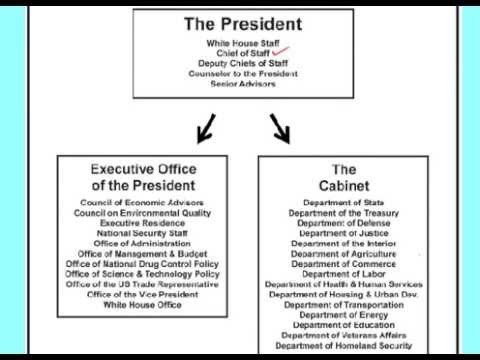 The President
White House Staff
Chief of Staff
Deputy Chiefs of Staff
Counselor to the President
Senior Advisors
Executive Office
of the President
Council of Economic Advisors
Council on Environmental Quality
Executive Residence
National Security Staff
Office of Administration
Office of Management & Budget
Office of National Drug Control Policy
Office of Science & Technology Policy
Office of the US Trade Representative
Office of the Vice President
White House Office
The
Cabinet
Department of State
Department of the Treasury
Department of Defense
Department of Justice
Department of the Interior
Department of Agriculture
Department of Commerce
Department of Labor
Department of Health & Human Services
Department of Housing & Urban Dev.
Department of Transportation
Department of Energy
Department of Education
Department of Veterans Affairs
Department of Homeland Security